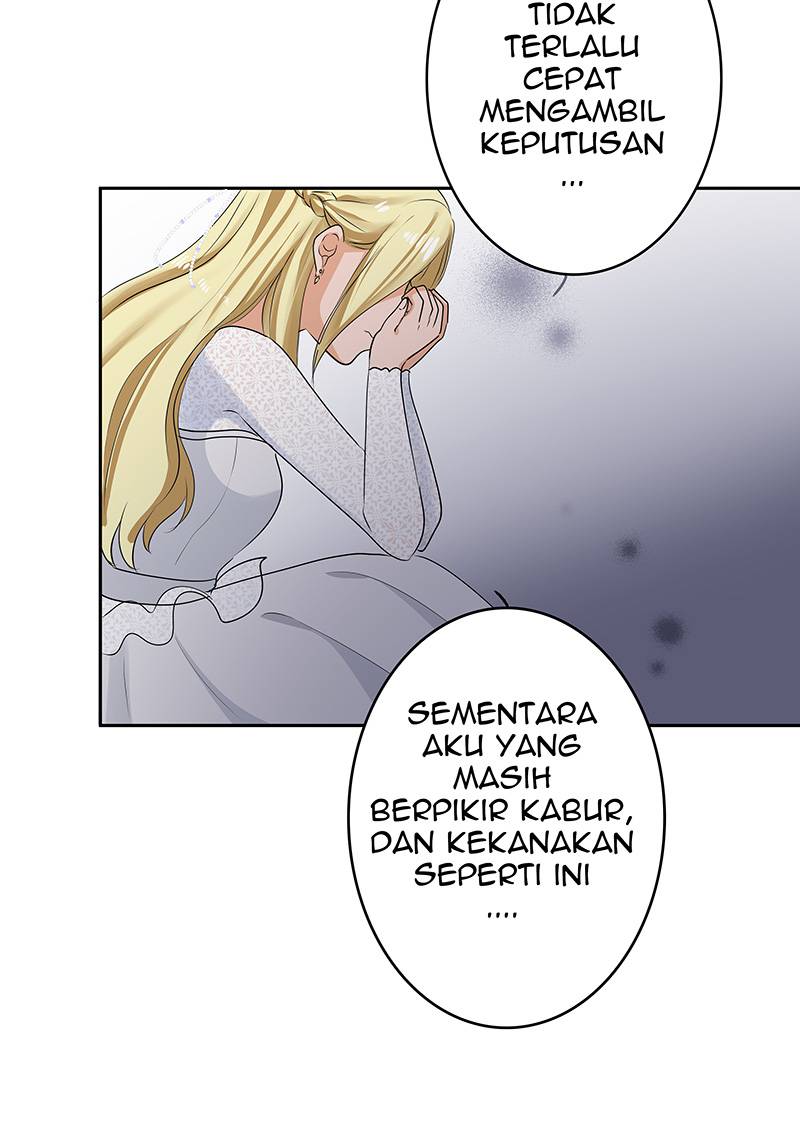 TIDAK
TERLALU
CEPAT
MENGAMBIL
KEPUTUSAN
...
SEMENTARA
AKU YANG
MASIH
BERPIKIR KABUR,
DAN KEKANAKAN
SEPERTI INI
....